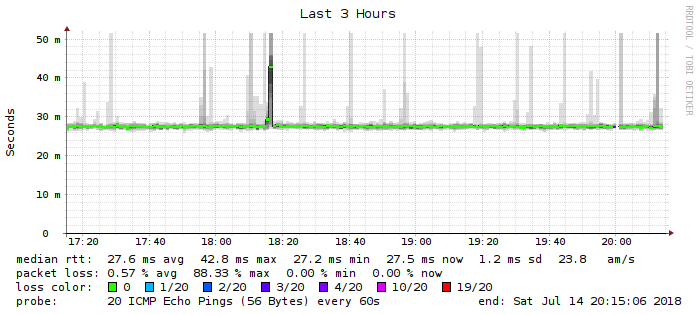 Last 3 Hours
RRDTOOL / TOBI OETIKER
Seconds
50 m
40 m
30 m
20 m
10 m
0
17:20 17:40 18:00 18:20 18:40 19:00 19:20 19:40 20:00
median rtt: 27.6 ms avg 42.8 ms max 27.2 ms min 27.5 ms now 1.2 ms sd 23.8 am/s
packet loss: 0.57 % avg 88.33 % max 0.00 % min 0.00 % now
loss color: 0 1/20 2/20 3/20 4/20 10/20 19/20
probe: 20 ICMP Echo Pings (56 Bytes) every 60s end: Sat Jul 14 20:15:06 2018